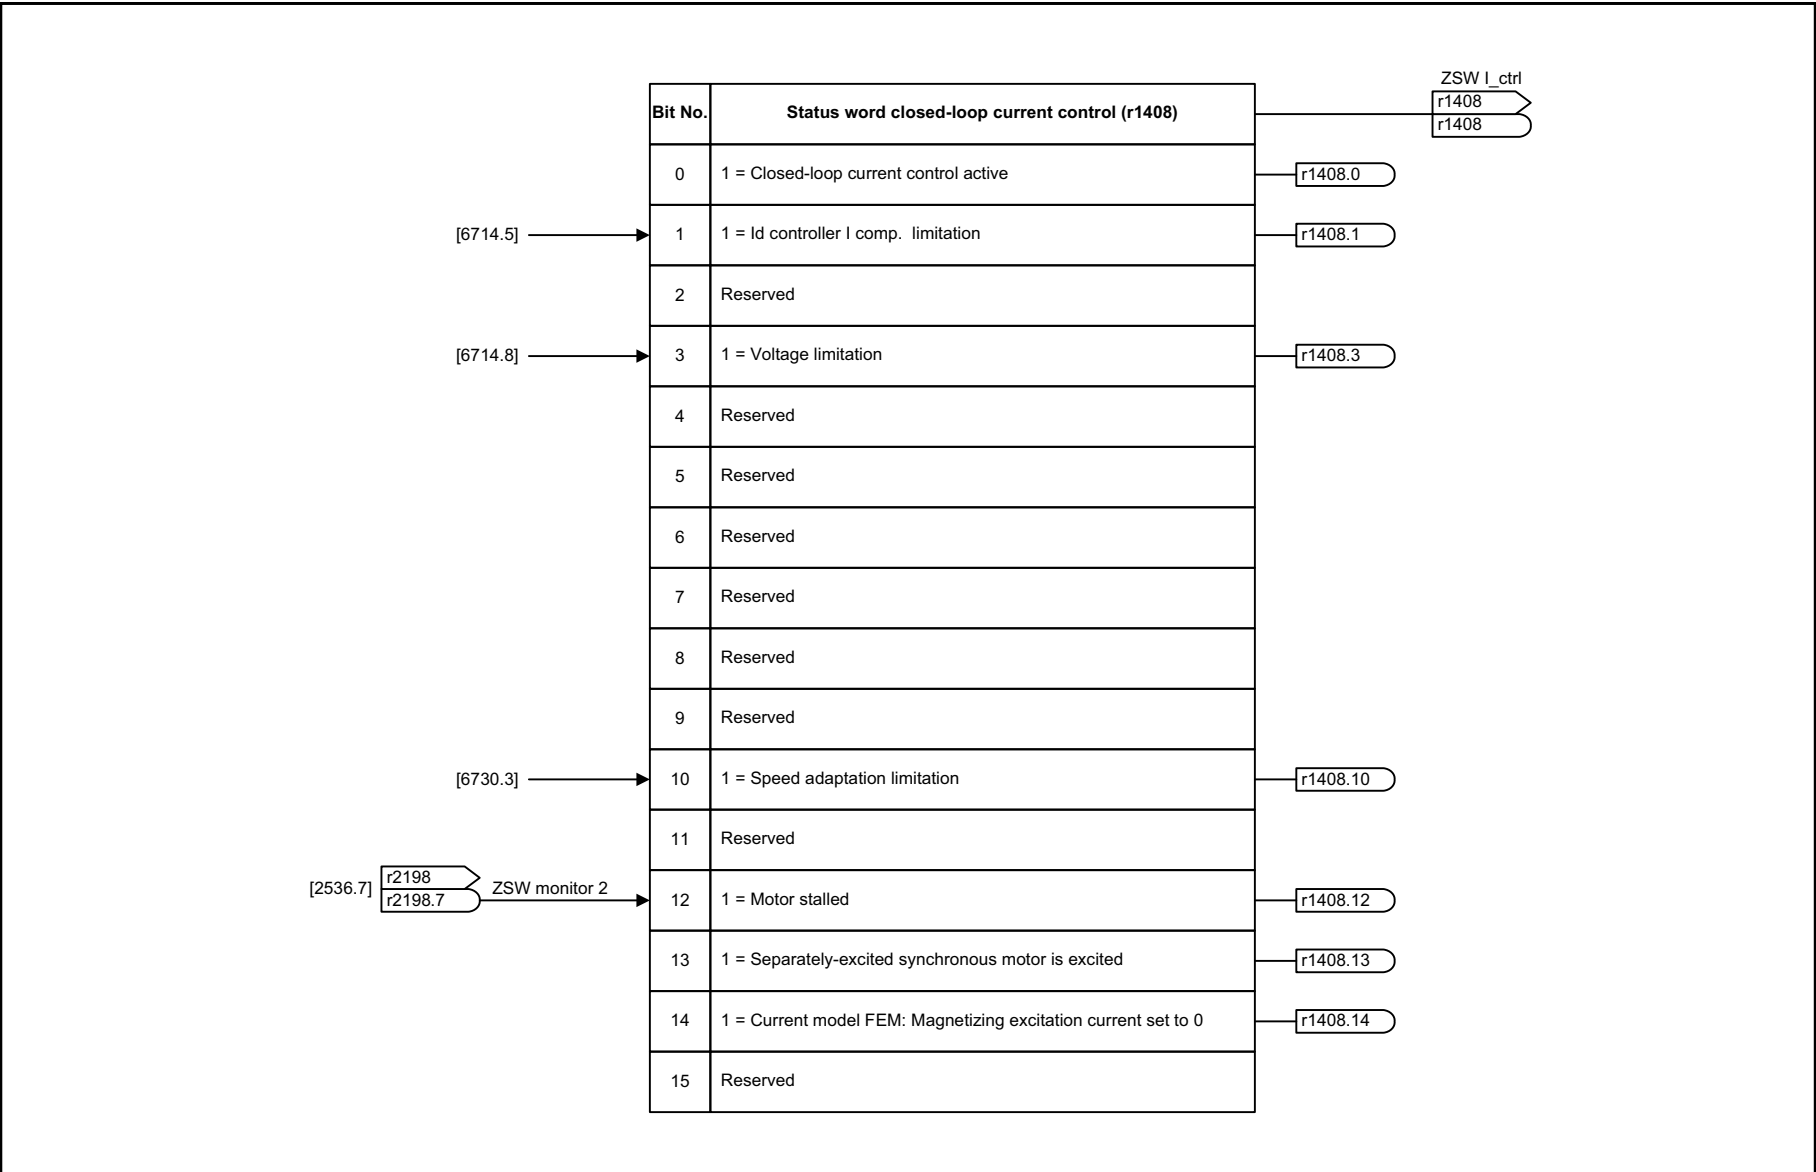 ZSW I_ctrl
r1408
Bit No. Status word closed-loop current control (r1408)
r1408
0 1 = Closed-loop current control active r1408.0
[6714.5] 1 1 = Id controller I comp. limitation r1408.1
2 Reserved
[6714.8] 3 1 = Voltage limitation r1408.3
4 Reserved
5 Reserved
6 Reserved
7 Reserved
8 Reserved
9 Reserved
[6730.3] 10 1 = Speed adaptation limitation r1408.10
11 Reserved
r2198
[2536.7] ZSW monitor 2
r2198.7 12 1 = Motor stalled r1408.12
13 1 = Separately-excited synchronous motor is excited r1408.13
14 1 = Current model FEM: Magnetizing excitation current set to 0 r1408.14
15 Reserved